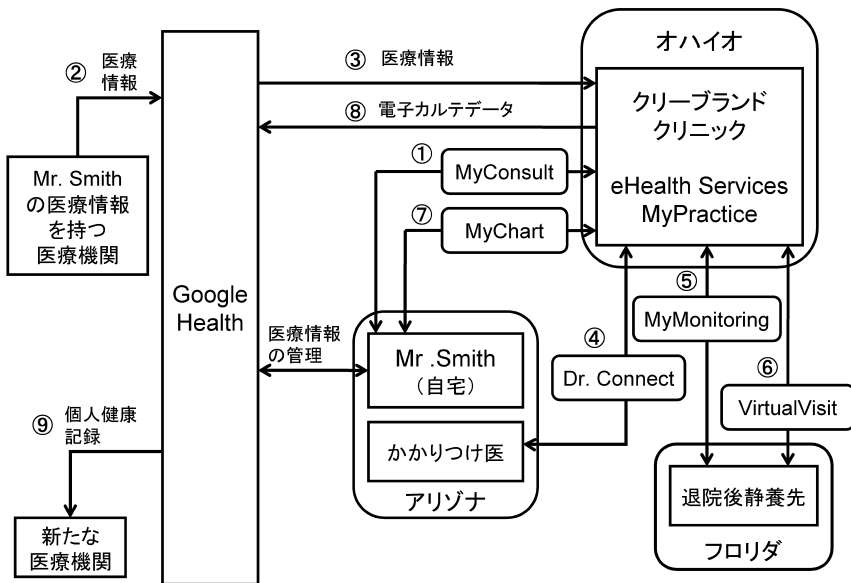 オハイオ
② 医療
情報
③ 医療情報
クリーブランド
クリニック
eHealth Services
MyPractice
⑧ 電子カルテデータ
① MyConsult
Mr. Smith
の医療情報
を持つ
医療機関
⑦ MyChart
Google
Health
⑤
MyMonitoring
医療情報
の管理
Mr .Smith
（自宅）
④
Dr. Connect
⑥
VirtualVisit
⑨ 個人健康
記録
かかりつけ医
アリゾナ
退院後静養先
フロリダ
新たな
医療機関